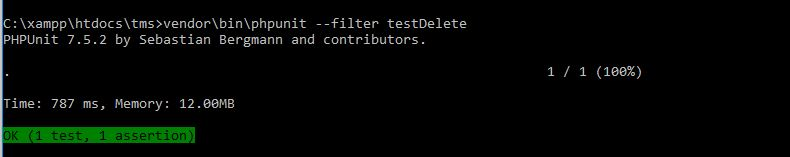 C:\xampp\htdocs\tms>vendor\bin\phpunit --filter testDelete
PHPUnit 7.5.2 by Sebastian Bergmann and contributors.
. 1 / 1 (100%)
Time: 787 ms, Memory: 12.00MB
OK (1 test, 1 assertion)